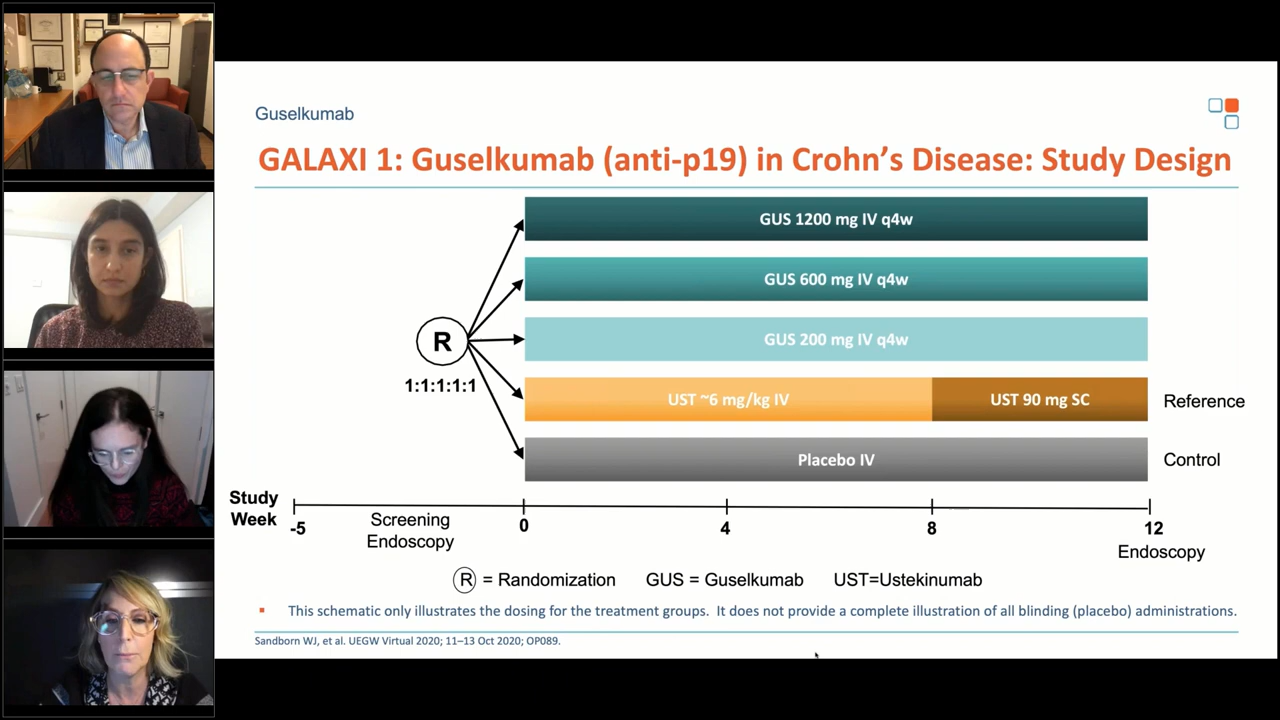 Guselkumab
GALAXI 1: Guselkumab (anti-p19) in Crohn’s Disease: Study Design
GUS 1200 mg IV q4w
GUS 600 mg IV q4w
GUS 200 mg IV q4w
R
1:1:1:1:1
UST ~6 mg/kg IV
UST 90 mg SC
Reference
Placebo IV
Control
Study
Week
-5
Screening
Endoscopy
0
4
8
12
Endoscopy
R = Randomization GUS = Guselkumab UST=Ustekinumab
▪ This schematic only illustrates the dosing for the treatment groups. It does not provide a complete illustration of all blinding (placebo) administrations.
Sandborn WJ, et al. UEGW Virtual 2020; 11–13 Oct 2020; OP089.